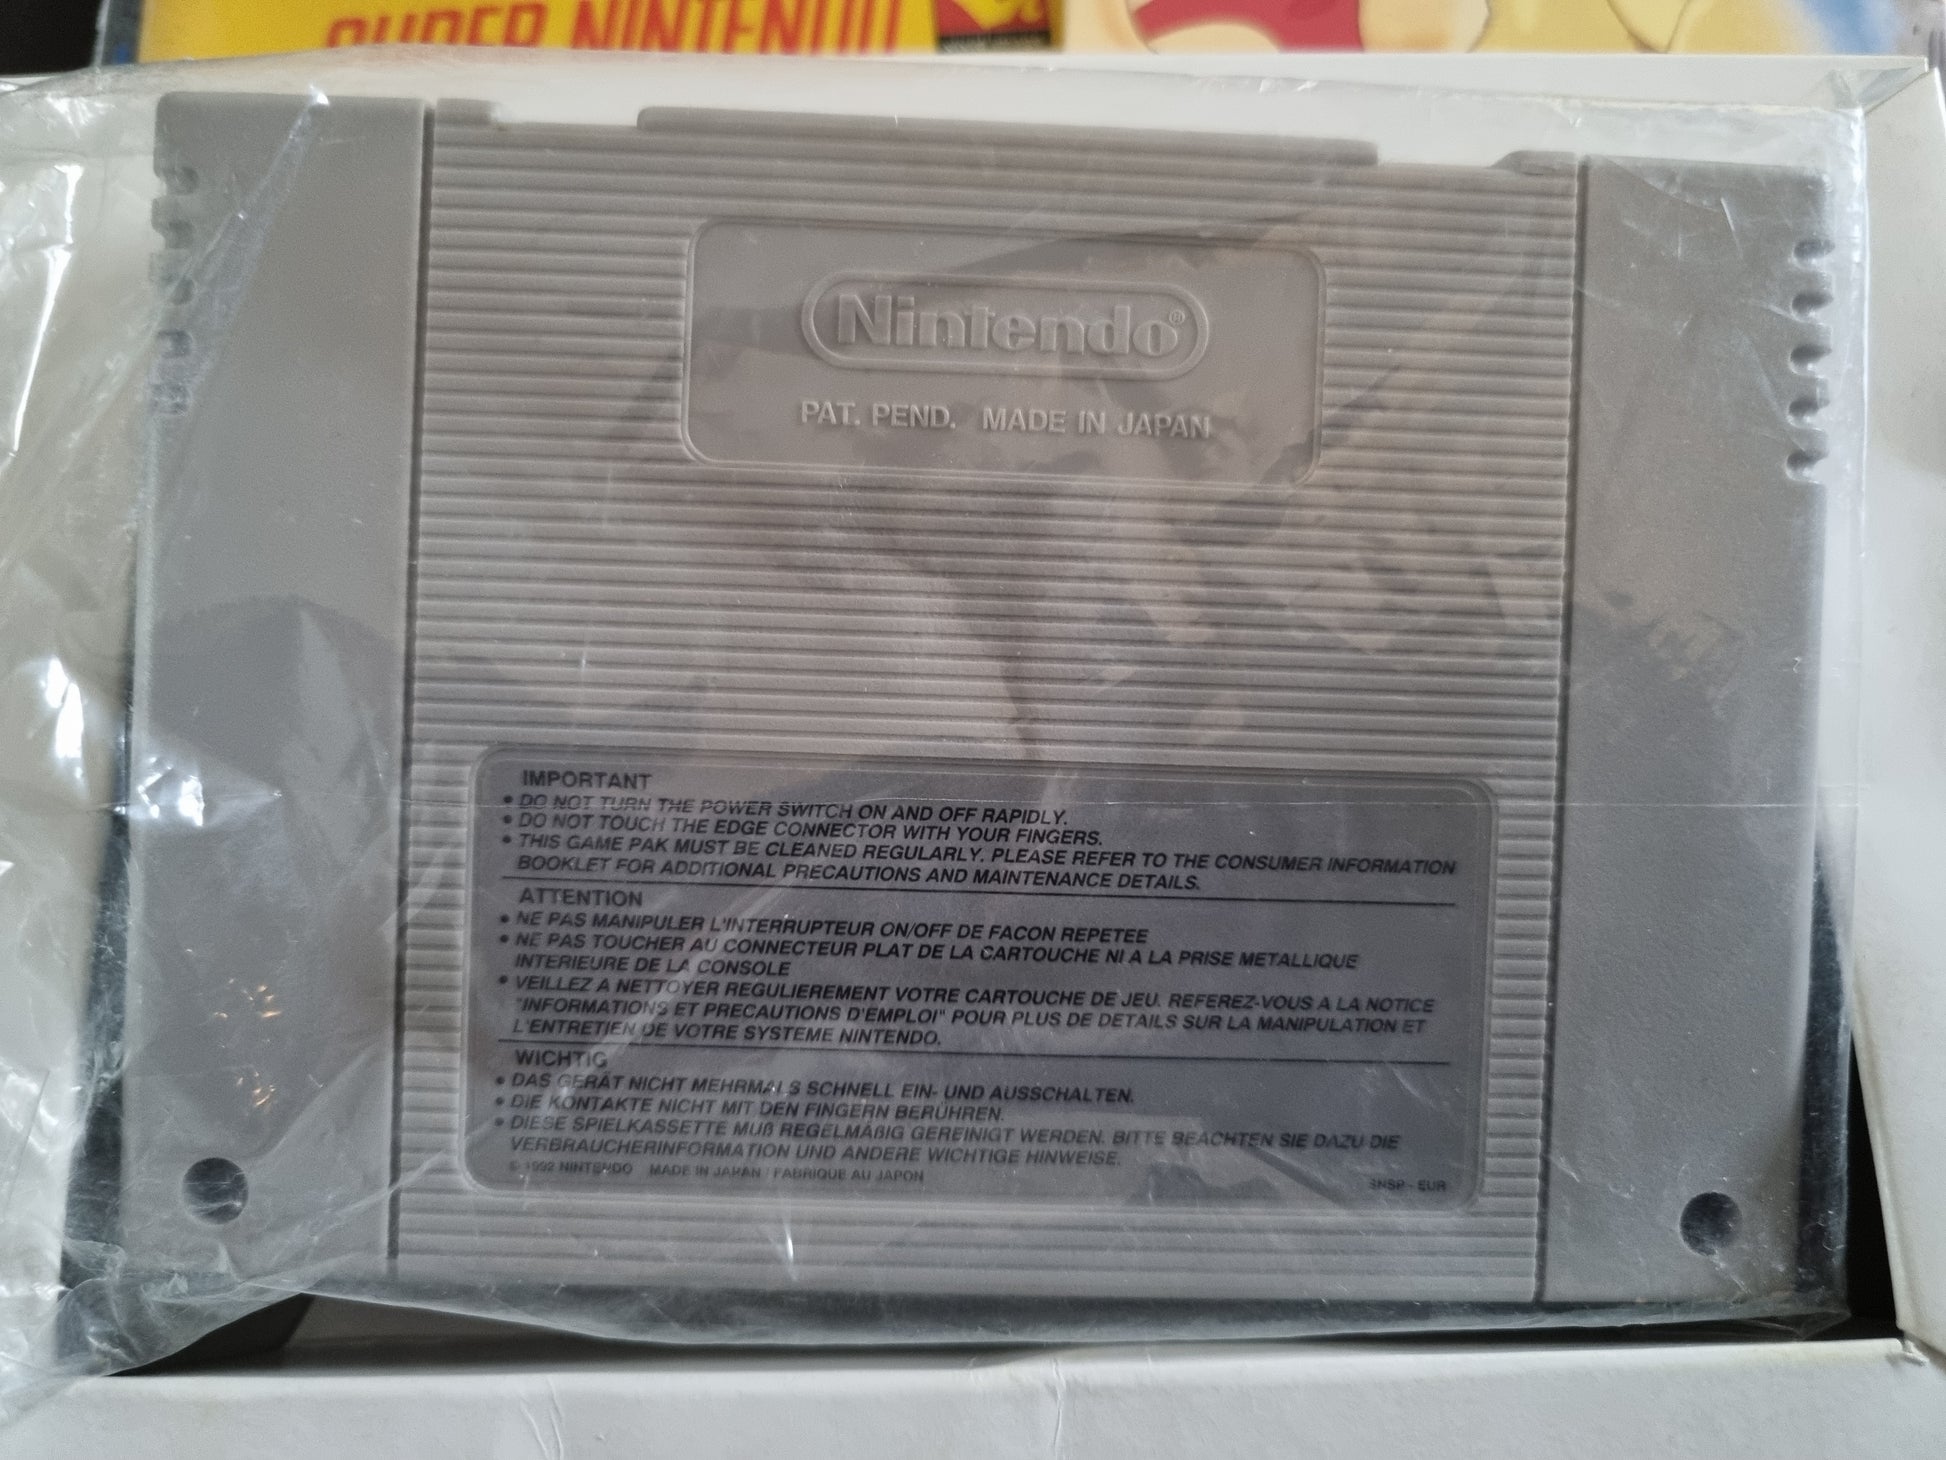 SUPER NINTENDO
Nintendo®
PAT. PEND. MADE IN JAPAN
IMPORTANT
• DO NOT TURN THE POWER SWITCH ON AND OFF RAPIDLY.
• DO NOT TOUCH THE EDGE CONNECTOR WITH YOUR FINGERS.
• THIS GAME PAK MUST BE CLEANED REGULARLY. PLEASE REFER TO THE CONSUMER INFORMATION
BOOKLET FOR ADDITIONAL PRECAUTIONS AND MAINTENANCE DETAILS.
ATTENTION
• NE PAS MANIPULER L'INTERRUPTEUR ON/OFF DE FACON REPETEE
• NE PAS TOUCHER AU CONNECTEUR PLAT DE LA CARTOUCHE NI A LA PRISE METALLIQUE
INTERIEURE DE LA CONSOLE
• VEILLEZ A NETTOYER REGULIEREMENT VOTRE CARTOUCHE DE JEU. REFEREZ-VOUS A LA NOTICE
"INFORMATIONS ET PRECAUTIONS D'EMPLOI" POUR PLUS DE DETAILS SUR LA MANIPULATION ET
L'ENTRETIEN DE VOTRE SYSTEME NINTENDO.
WICHTIG
• DAS GERÄT NICHT MEHRMALS SCHNELL EIN- UND AUSSCHALTEN.
• DIE KONTAKTE NICHT MIT DEN FINGERN BERÜHREN.
• DIESE SPIELKASSETTE MUß REGELMÄßIG GEREINIGT WERDEN. BITTE BEACHTEN SIE DAZU DIE
VERBRAUCHERINFORMATION UND ANDERE WICHTIGE HINWEISE.
© 1992 NINTENDO MADE IN JAPAN / FABRIQUE AU JAPON
SNSP - EUR